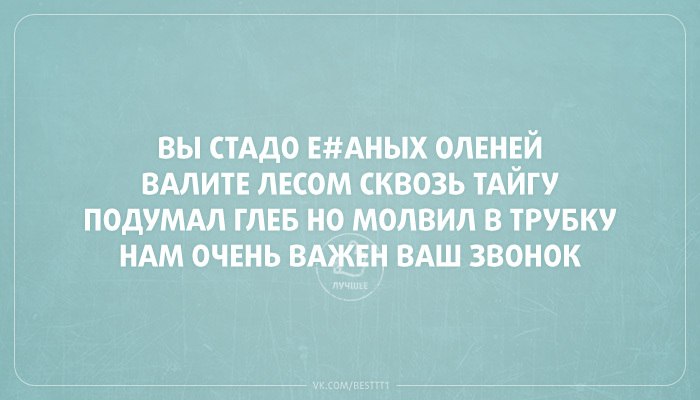 ВЫ СТАДО Е#АНЫХ ОЛЕНЕЙ
ВАЛИТЕ ЛЕСОМ СКВОЗЬ ТАЙГУ
ПОДУМАЛ ГЛЕБ НО МОЛВИЛ В ТРУБКУ
НАМ ОЧЕНЬ ВАЖЕН ВАШ ЗВОНОК
ЛУЧШЕЕ
VK.COM/BESTTT1